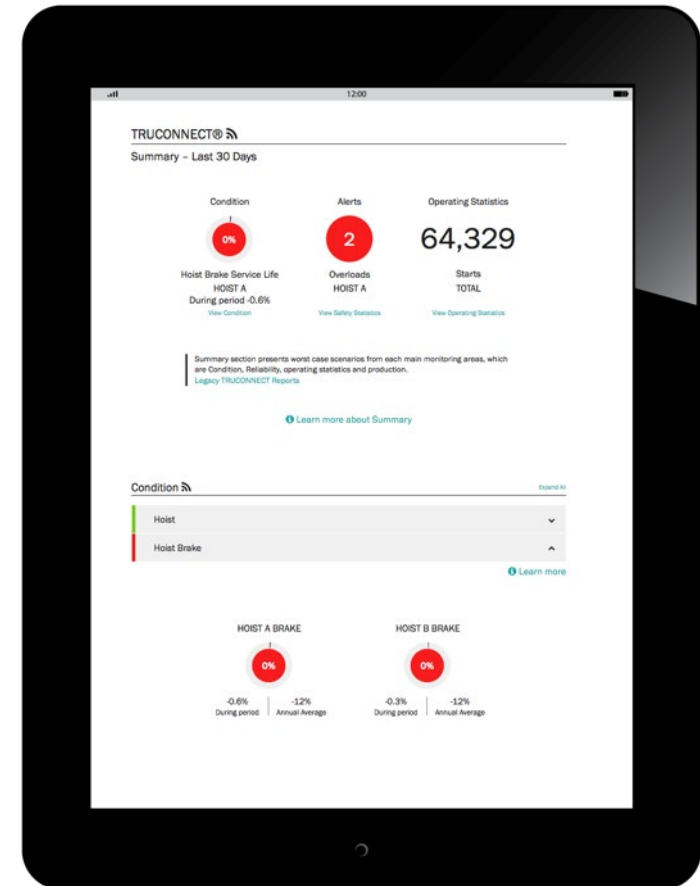 12:00
TRUCONNECT®
Summary – Last 30 Days
Condition
Alerts
Operating Statistics
0%
2
64,329
Hoist Brake Service Life
HOIST A
During period -0.6%
View Condition
Overloads
HOIST A
View Safety Statistics
Starts
TOTAL
View Operating Statistics
Summary section presents worst case scenarios from each main monitoring areas, which
are Condition, Reliability, operating statistics and production.
Legacy TRUCONNECT Reports
Learn more about Summary
Condition
Expand All
Hoist
Hoist Brake
Learn more
HOIST A BRAKE
HOIST B BRAKE
0%
0%
-0.6%
During period
-12%
Annual Average
-0.3%
During period
-12%
Annual Average